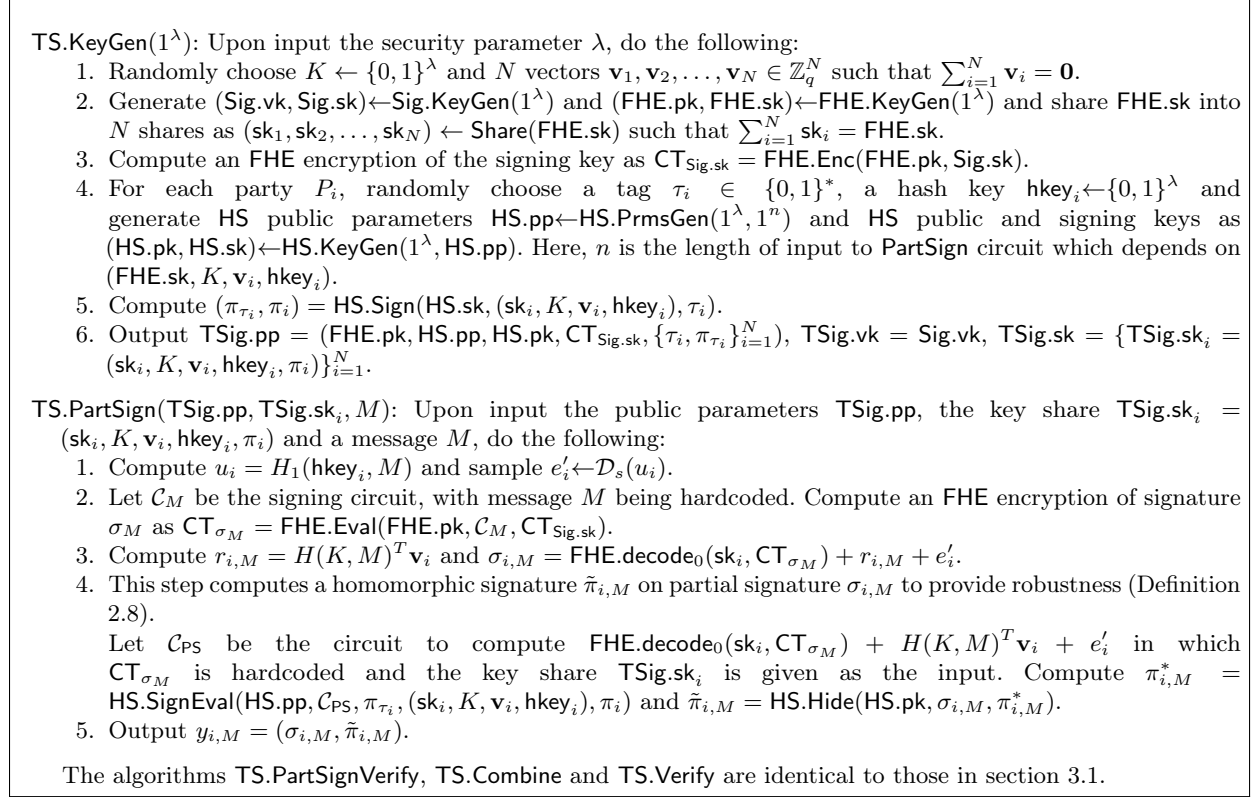 TS.KeyGen(1^λ): Upon input the security parameter λ, do the following:
1. Randomly choose K ← {0, 1}^λ and N vectors v₁, v₂, . . . , v_N ∈ ℤ_q^N such that ∑_{i=1}^N v_i = 0.
2. Generate (Sig.vk, Sig.sk)←Sig.KeyGen(1^λ) and (FHE.pk, FHE.sk)←FHE.KeyGen(1^λ) and share FHE.sk into
N shares as (sk₁, sk₂, . . . , sk_N) ← Share(FHE.sk) such that ∑_{i=1}^N sk_i = FHE.sk.
3. Compute an FHE encryption of the signing key as CT_{Sig.sk} = FHE.Enc(FHE.pk, Sig.sk).
4. For each party P_i, randomly choose a tag τ_i ∈ {0, 1}^*, a hash key hkey_i←{0, 1}^λ and
generate HS public parameters HS.pp←HS.PrmsGen(1^λ, 1^n) and HS public and signing keys as
(HS.pk, HS.sk)←HS.KeyGen(1^λ, HS.pp). Here, n is the length of input to PartSign circuit which depends on
(FHE.sk, K, v_i, hkey_i).
5. Compute (π_{τ_i}, π_i) = HS.Sign(HS.sk, (sk_i, K, v_i, hkey_i), τ_i).
6. Output TSig.pp = (FHE.pk, HS.pp, HS.pk, CT_{Sig.sk}, {τ_i, π_{τ_i}}_{i=1}^N), TSig.vk = Sig.vk, TSig.sk = {TSig.sk_i =
(sk_i, K, v_i, hkey_i, π_i)}_{i=1}^N.
TS.PartSign(TSig.pp, TSig.sk_i, M): Upon input the public parameters TSig.pp, the key share TSig.sk_i =
(sk_i, K, v_i, hkey_i, π_i) and a message M, do the following:
1. Compute u_i = H₁(hkey_i, M) and sample e′_i←𝒟_s(u_i).
2. Let 𝒞_M be the signing circuit, with message M being hardcoded. Compute an FHE encryption of signature
σ_M as CT_{σ_M} = FHE.Eval(FHE.pk, 𝒞_M, CT_{Sig.sk}).
3. Compute r_{i,M} = H(K, M)^T v_i and σ_{i,M} = FHE.decode₀(sk_i, CT_{σ_M}) + r_{i,M} + e′_i.
4. This step computes a homomorphic signature π̃_{i,M} on partial signature σ_{i,M} to provide robustness (Definition
2.8).
Let 𝒞_{PS} be the circuit to compute FHE.decode₀(sk_i, CT_{σ_M}) + H(K, M)^T v_i + e′_i in which
CT_{σ_M} is hardcoded and the key share TSig.sk_i is given as the input. Compute π^*_{i,M} =
HS.SignEval(HS.pp, 𝒞_{PS}, π_{τ_i}, (sk_i, K, v_i, hkey_i), π_i) and π̃_{i,M} = HS.Hide(HS.pk, σ_{i,M}, π^*_{i,M}).
5. Output y_{i,M} = (σ_{i,M}, π̃_{i,M}).
The algorithms TS.PartSignVerify, TS.Combine and TS.Verify are identical to those in section 3.1.